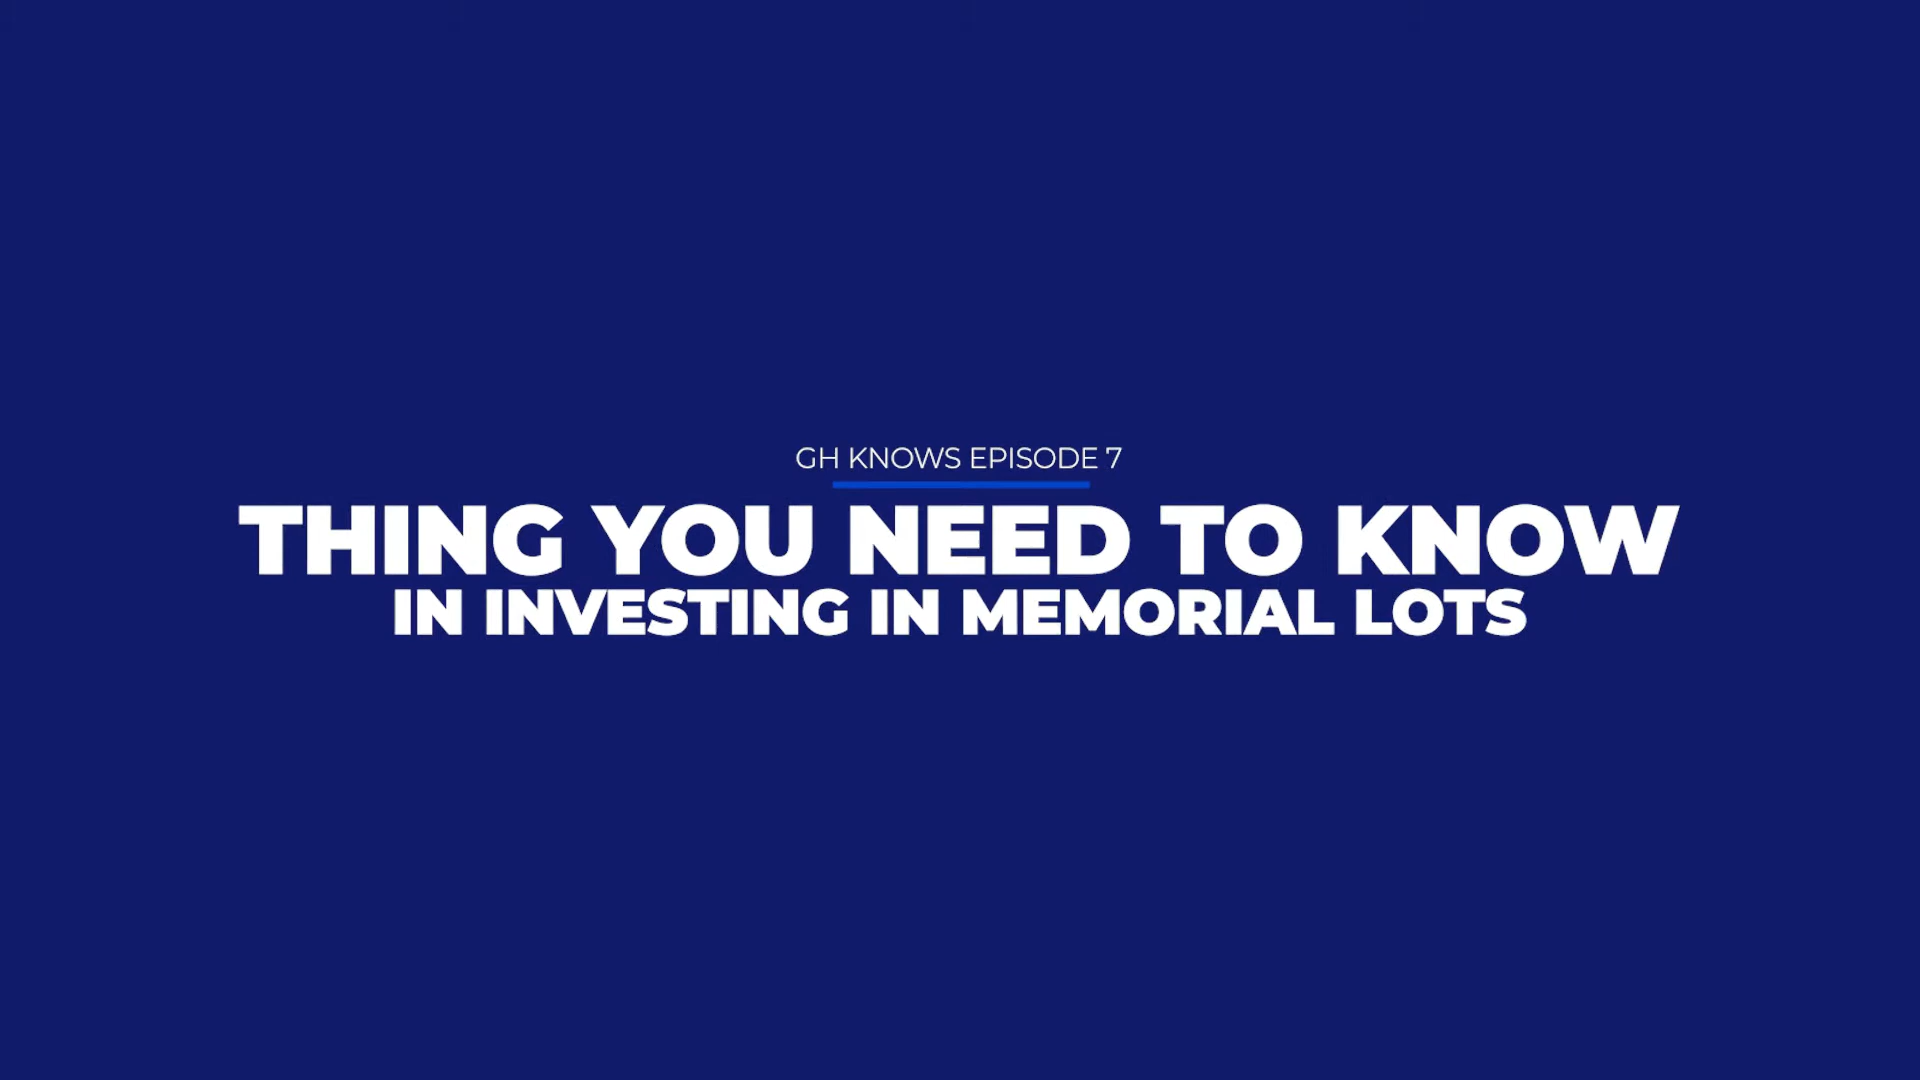 GH KNOWS EPISODE 7
THING YOU NEED TO KNOW
IN INVESTING IN MEMORIAL LOTS